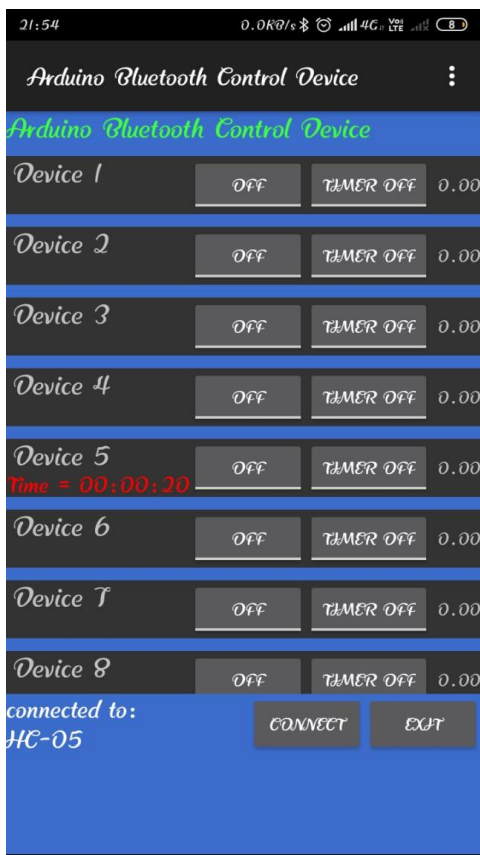 21:54 0.0KB/s 4G VoLTE 8
Arduino Bluetooth Control Device
Arduino Bluetooth Control Device
Device 1 OFF TIMER OFF 0.00
Device 2 OFF TIMER OFF 0.00
Device 3 OFF TIMER OFF 0.00
Device 4 OFF TIMER OFF 0.00
Device 5 OFF TIMER OFF 0.00
Time = 00:00:20
Device 6 OFF TIMER OFF 0.00
Device 7 OFF TIMER OFF 0.00
Device 8 OFF TIMER OFF 0.00
connected to: CONNECT EXIT
HC-05